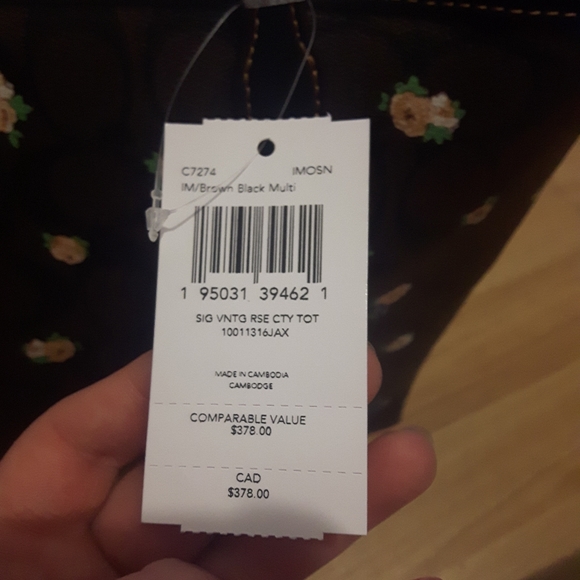 C7274 IMOSN
IM/Brown Black Multi
1 95031 39462 1
SIG VNTG RSE CTY TOT
10011316JAX
MADE IN CAMBODIA
CAMBODGE
COMPARABLE VALUE
$378.00
CAD
$378.00